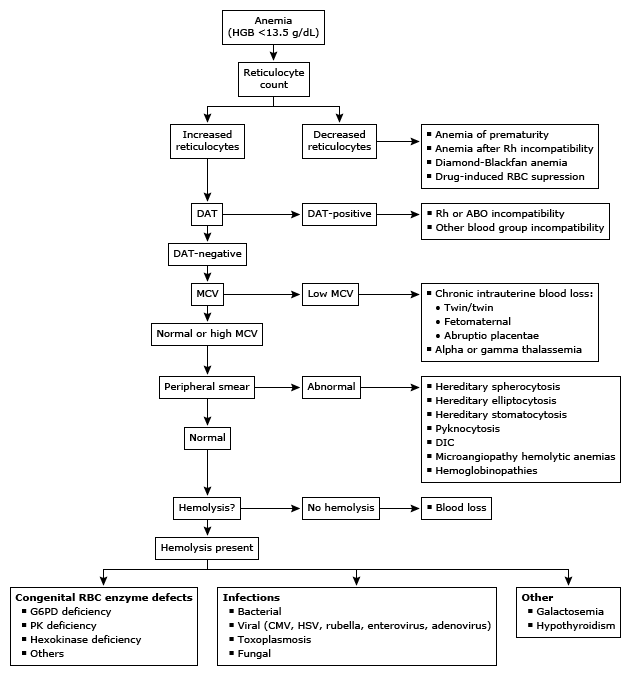 Anemia
(HGB <13.5 g/dL)
Reticulocyte
count
Increased
reticulocytes
Decreased
reticulocytes
▪ Anemia of prematurity
▪ Anemia after Rh incompatibility
▪ Diamond-Blackfan anemia
▪ Drug-induced RBC supression
DAT
DAT-positive
▪ Rh or ABO incompatibility
▪ Other blood group incompatibility
DAT-negative
MCV
Low MCV
▪ Chronic intrauterine blood loss:
• Twin/twin
• Fetomaternal
• Abruptio placentae
▪ Alpha or gamma thalassemia
Normal or high MCV
Peripheral smear
Abnormal
▪ Hereditary spherocytosis
▪ Hereditary elliptocytosis
▪ Hereditary stomatocytosis
▪ Pyknocytosis
▪ DIC
▪ Microangiopathy hemolytic anemias
▪ Hemoglobinopathies
Normal
Hemolysis?
No hemolysis
▪ Blood loss
Hemolysis present
Congenital RBC enzyme defects
▪ G6PD deficiency
▪ PK deficiency
▪ Hexokinase deficiency
▪ Others
Infections
▪ Bacterial
▪ Viral (CMV, HSV, rubella, enterovirus, adenovirus)
▪ Toxoplasmosis
▪ Fungal
Other
▪ Galactosemia
▪ Hypothyroidism